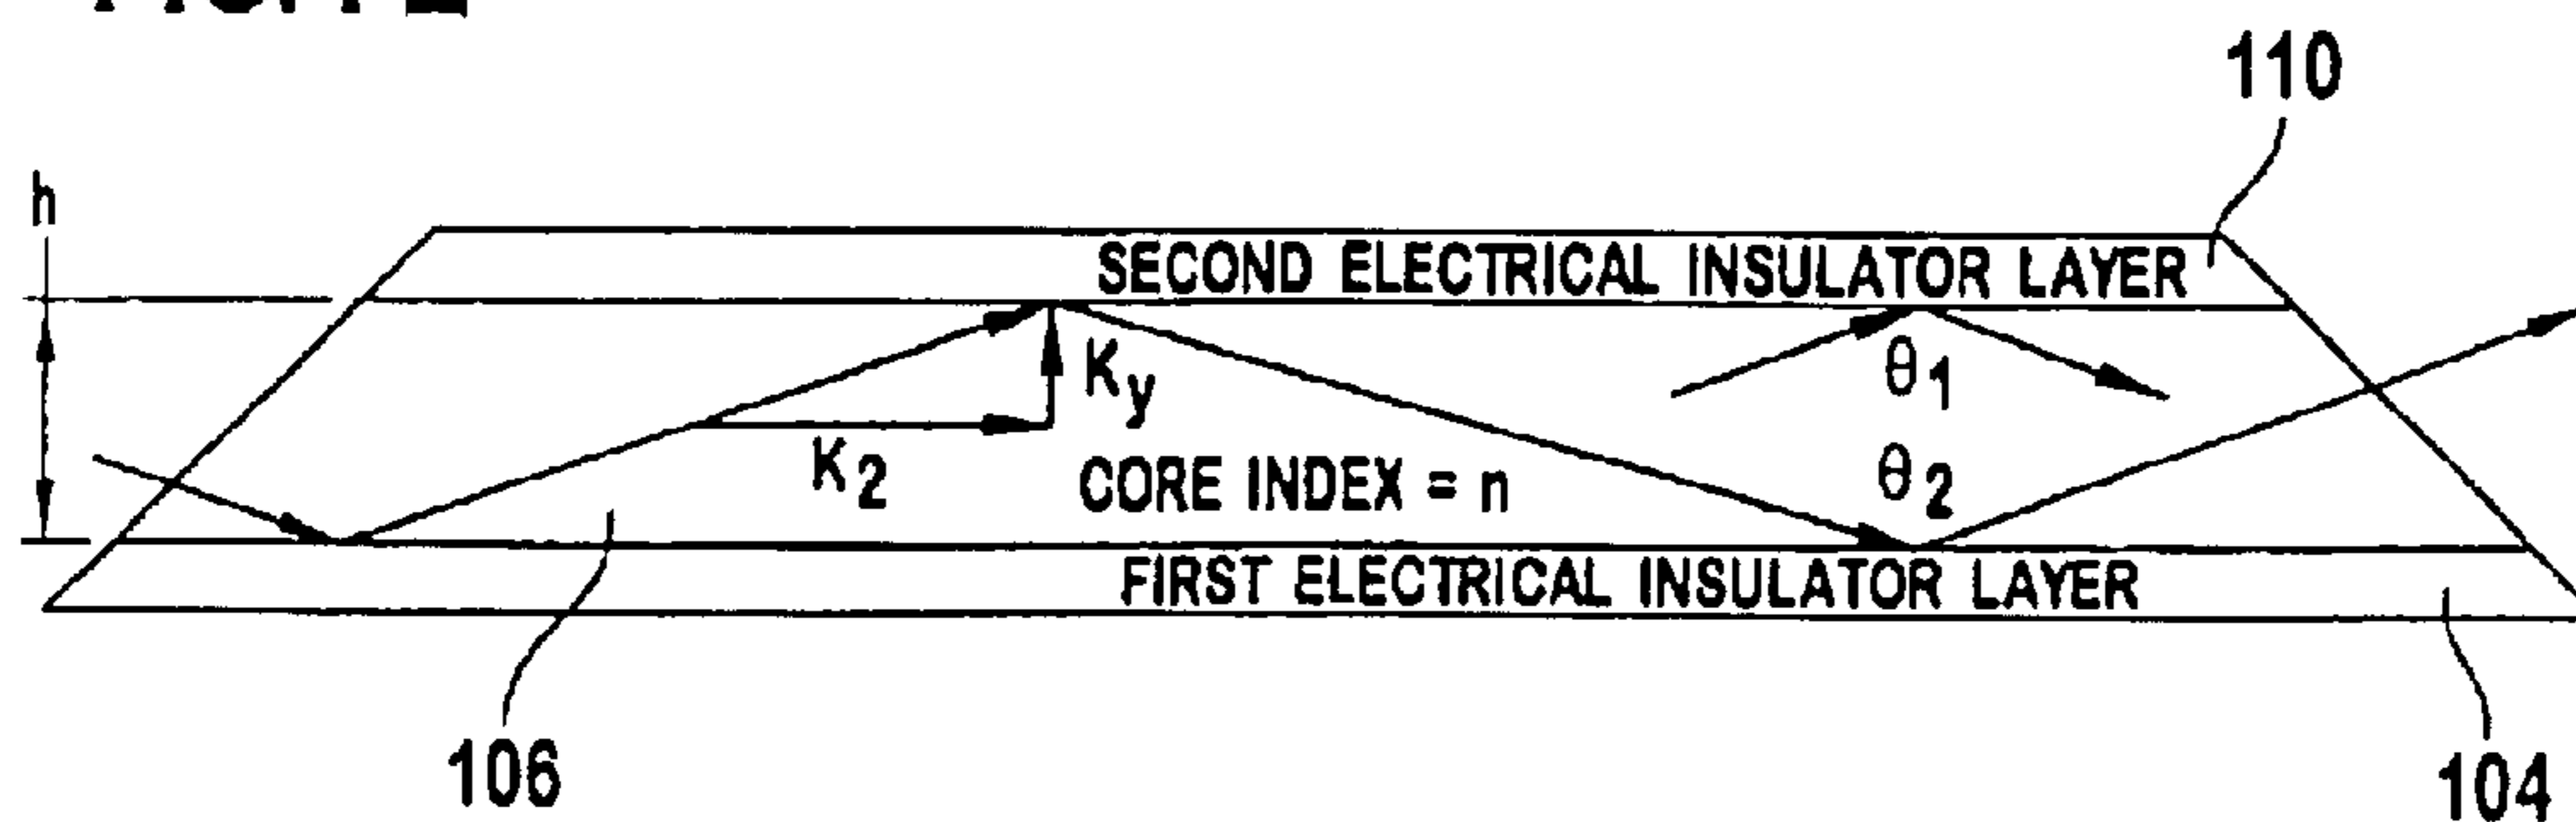 110
h
SECOND ELECTRICAL INSULATOR LAYER
Ky
θ1
K2
CORE INDEX = n
θ2
FIRST ELECTRICAL INSULATOR LAYER
106
104